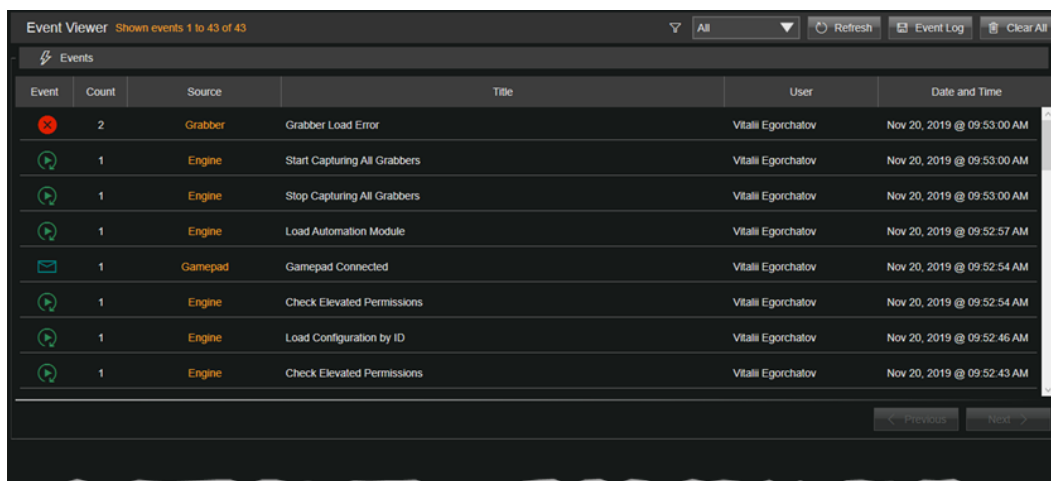 Event Viewer Shown events 1 to 43 of 43 All Refresh Event Log Clear All
Events
Event Count Source Title User Date and Time
2 Grabber Grabber Load Error Vitalii Egorchatov Nov 20, 2019 @ 09:53:00 AM
1 Engine Start Capturing All Grabbers Vitalii Egorchatov Nov 20, 2019 @ 09:53:00 AM
1 Engine Stop Capturing All Grabbers Vitalii Egorchatov Nov 20, 2019 @ 09:53:00 AM
1 Engine Load Automation Module Vitalii Egorchatov Nov 20, 2019 @ 09:52:57 AM
1 Gamepad Gamepad Connected Vitalii Egorchatov Nov 20, 2019 @ 09:52:54 AM
1 Engine Check Elevated Permissions Vitalii Egorchatov Nov 20, 2019 @ 09:52:54 AM
1 Engine Load Configuration by ID Vitalii Egorchatov Nov 20, 2019 @ 09:52:46 AM
1 Engine Check Elevated Permissions Vitalii Egorchatov Nov 20, 2019 @ 09:52:43 AM
Previous Next